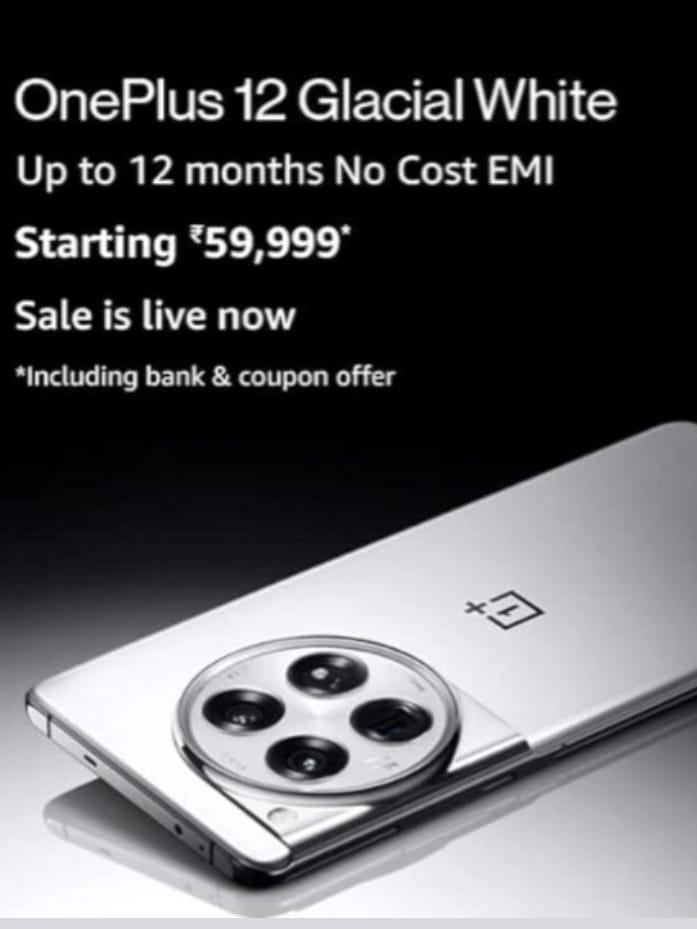 OnePlus 12 Glacial White
Up to 12 months No Cost EMI
Starting ₹59,999*
Sale is live now
*Including bank & coupon offer